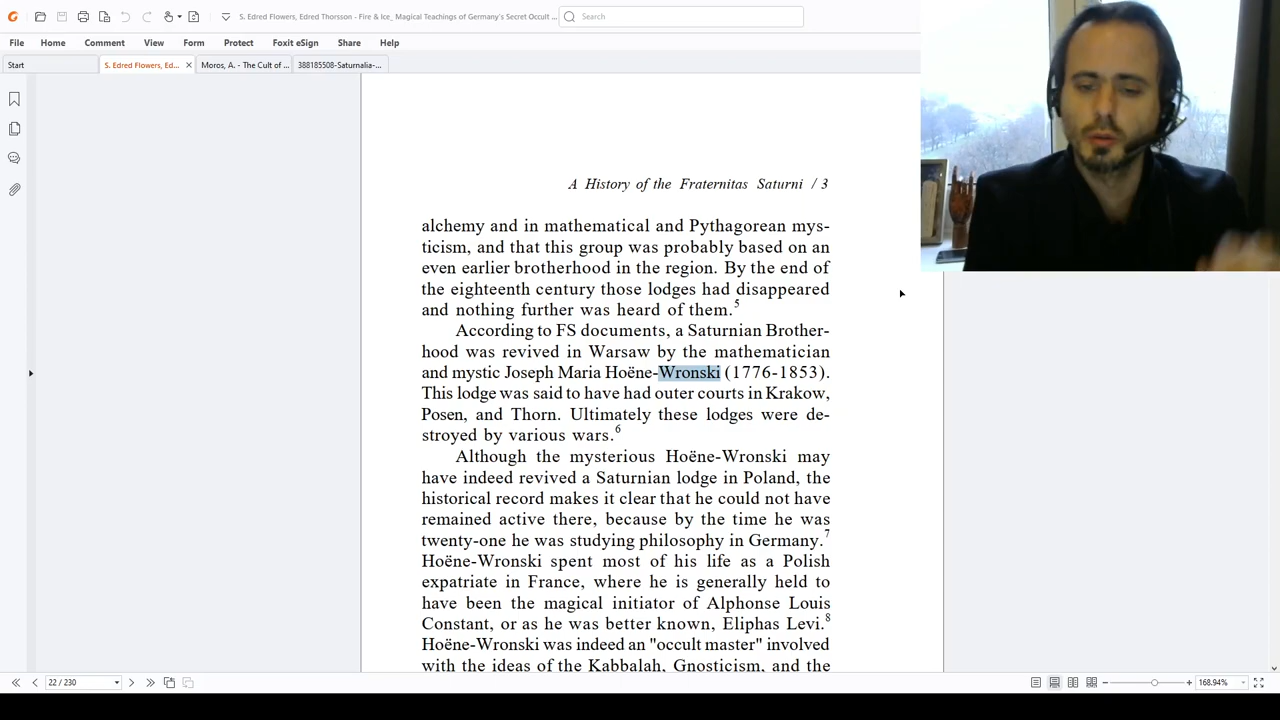 S. Edred Flowers, Edred Thorsson - Fire & Ice_ Magical Teachings of Germany's Secret Occult ...
Search
File Home Comment View Form Protect Foxit eSign Share Help
Start
S. Edred Flowers, Ed...
Moros, A. - The Cult of ...
388185508-Saturnalia-...
A History of the Fraternitas Saturni / 3
alchemy and in mathematical and Pythagorean mys-
ticism, and that this group was probably based on an
even earlier brotherhood in the region. By the end of
the eighteenth century those lodges had disappeared
and nothing further was heard of them.5
According to FS documents, a Saturnian Brother-
hood was revived in Warsaw by the mathematician
and mystic Joseph Maria Hoëne-Wronski (1776-1853).
This lodge was said to have had outer courts in Krakow,
Posen, and Thorn. Ultimately these lodges were de-
stroyed by various wars.6
Although the mysterious Hoëne-Wronski may
have indeed revived a Saturnian lodge in Poland, the
historical record makes it clear that he could not have
remained active there, because by the time he was
twenty-one he was studying philosophy in Germany.7
Hoëne-Wronski spent most of his life as a Polish
expatriate in France, where he is generally held to
have been the magical initiator of Alphonse Louis
Constant, or as he was better known, Eliphas Levi.8
Hoëne-Wronski was indeed an "occult master" involved
with the ideas of the Kabbalah, Gnosticism, and the
22 / 230
168.94%